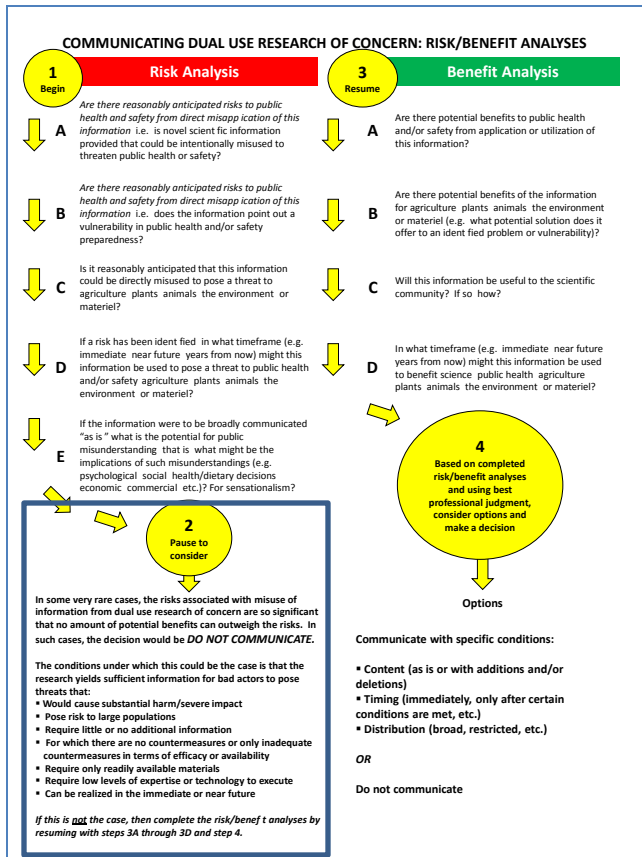 COMMUNICATING DUAL USE RESEARCH OF CONCERN: RISK/BENEFIT ANALYSES
1
Begin
Risk Analysis
A
Are there reasonably anticipated risks to public
health and safety from direct misapp ication of this
information i.e. is novel scient fic information
provided that could be intentionally misused to
threaten public health or safety?
B
Are there reasonably anticipated risks to public
health and safety from direct misapp ication of this
information i.e. does the information point out a
vulnerability in public health and/or safety
preparedness?
C
Is it reasonably anticipated that this information
could be directly misused to pose a threat to
agriculture plants animals the environment or
materiel?
D
If a risk has been ident fied in what timeframe (e.g.
immediate near future years from now) might this
information be used to pose a threat to public health
and/or safety agriculture plants animals the
environment or materiel?
E
If the information were to be broadly communicated
"as is " what is the potential for public
misunderstanding that is what might be the
implications of such misunderstandings (e.g.
psychological social health/dietary decisions
economic commercial etc.)? For sensationalism?
2
Pause to
consider
In some very rare cases, the risks associated with misuse of
information from dual use research of concern are so significant
that no amount of potential benefits can outweigh the risks. In
such cases, the decision would be DO NOT COMMUNICATE.
The conditions under which this could be the case is that the
research yields sufficient information for bad actors to pose
threats that:
▪ Would cause substantial harm/severe impact
▪ Pose risk to large populations
▪ Require little or no additional information
▪ For which there are no countermeasures or only inadequate
countermeasures in terms of efficacy or availability
▪ Require only readily available materials
▪ Require low levels of expertise or technology to execute
▪ Can be realized in the immediate or near future
If this is not the case, then complete the risk/benef t analyses by
resuming with steps 3A through 3D and step 4.
3
Resume
Benefit Analysis
A
Are there potential benefits to public health
and/or safety from application or utilization of
this information?
B
Are there potential benefits of the information
for agriculture plants animals the environment
or materiel (e.g. what potential solution does it
offer to an ident fied problem or vulnerability)?
C
Will this information be useful to the scientific
community? If so how?
D
In what timeframe (e.g. immediate near future
years from now) might this information be used
to benefit science public health agriculture
plants animals the environment or materiel?
4
Based on completed
risk/benefit analyses
and using best
professional judgment,
consider options and
make a decision
Options
Communicate with specific conditions:
▪ Content (as is or with additions and/or
deletions)
▪ Timing (immediately, only after certain
conditions are met, etc.)
▪ Distribution (broad, restricted, etc.)
OR
Do not communicate